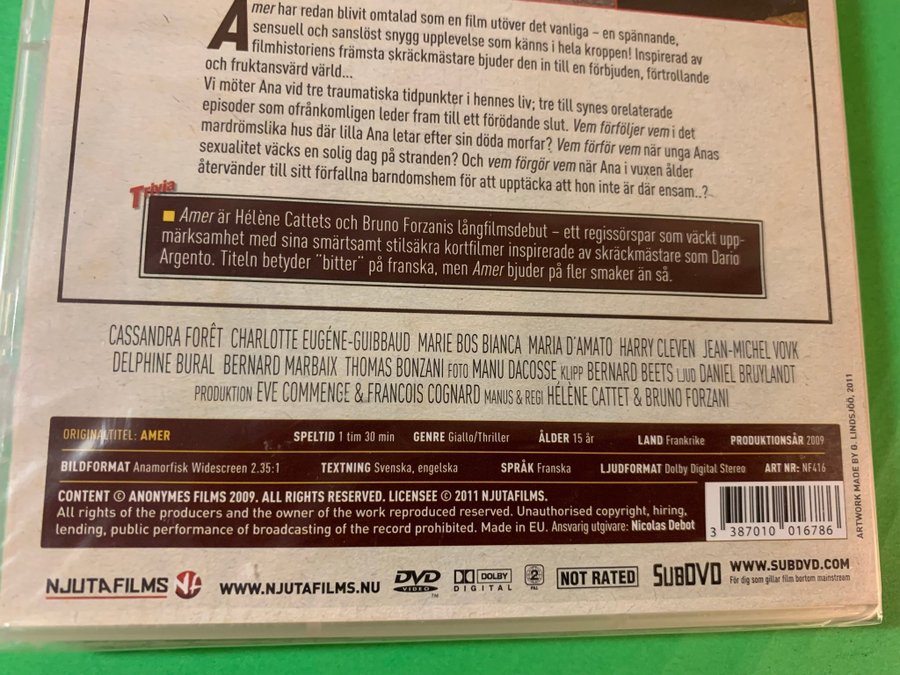 Amer har redan blivit omtalad som en film utöver det vanliga – en spännande,
sensuell och sanslöst snygg upplevelse som känns i hela kroppen! Inspirerad av
filmhistoriens främsta skräckmästare bjuder den in till en förbjuden, förtrollande
och fruktansvärd värld...
Vi möter Ana vid tre traumatiska tidpunkter i hennes liv; tre till synes orelaterade
episoder som ofrånkomligen leder fram till ett förödande slut. Vem förföljer vem i det
mardrömslika hus där lilla Ana letar efter sin döda morfar? Vem förför vem när unga Anas
sexualitet väcks en solig dag på stranden? Och vem förgör vem när Ana i vuxen ålder
återvänder till sitt förfallna barndomshem för att upptäcka att hon inte är där ensam..?
Trivia
Amer är Hélène Cattets och Bruno Forzanis långfilmsdebut – ett regissörspar som väckt upp-
märksamhet med sina smärtsamt stilsäkra kortfilmer inspirerade av skräckmästare som Dario
Argento. Titeln betyder "bitter" på franska, men Amer bjuder på fler smaker än så.
CASSANDRA FORÊT CHARLOTTE EUGÉNE-GUIBBAUD MARIE BOS BIANCA MARIA D'AMATO HARRY CLEVEN JEAN-MICHEL VOVK
DELPHINE BURAL BERNARD MARBAIX THOMAS BONZANI FOTO MANU DACOSSE KLIPP BERNARD BEETS LJUD DANIEL BRUYLANDT
PRODUKTION EVE COMMENGE & FRANCOIS COGNARD MANUS & REGI HÉLÈNE CATTET & BRUNO FORZANI
ORIGINALTITEL: AMER SPELTID 1 tim 30 min GENRE Giallo/Thriller ÅLDER 15 år LAND Frankrike PRODUKTIONSÅR 2009
BILDFORMAT Anamorfisk Widescreen 2.35:1 TEXTNING Svenska, engelska SPRÅK Franska LJUDFORMAT Dolby Digital Stereo ART NR: NF416
CONTENT © ANONYMES FILMS 2009. ALL RIGHTS RESERVED. LICENSEE © 2011 NJUTAFILMS.
All rights of the producers and the owner of the work reproduced reserved. Unauthorised copyright, hiring,
lending, public performance of broadcasting of the record prohibited. Made in EU. Ansvarig utgivare: Nicolas Debot
3 387010 016786
ARTWORK MADE BY G. LINDSJÖÖ, 2011
NJUTAFILMS NF WWW.NJUTAFILMS.NU DVD VIDEO ™ DOLBY DIGITAL 2 PAL NOT RATED SUBDVD WWW.SUBDVD.COM
För dig som gillar film bortom mainstream